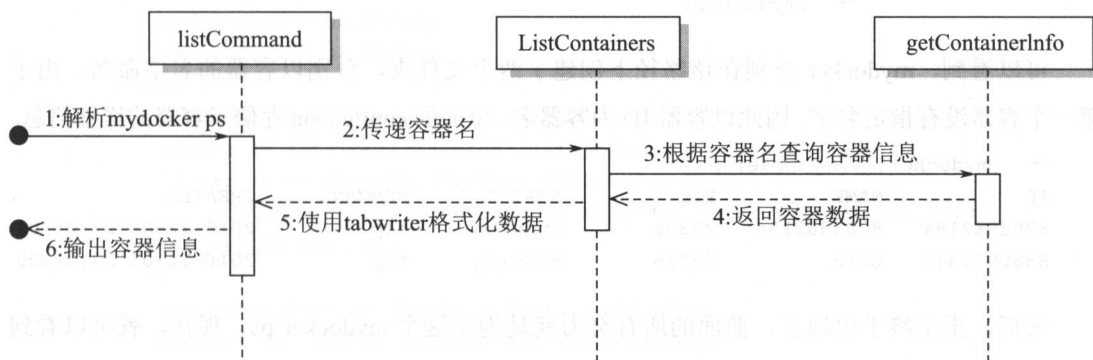 listCommand
ListContainers
getContainerInfo
1:解析mydocker ps
2:传递容器名
3:根据容器名查询容器信息
4:返回容器数据
5:使用tabwriter格式化数据
6:输出容器信息